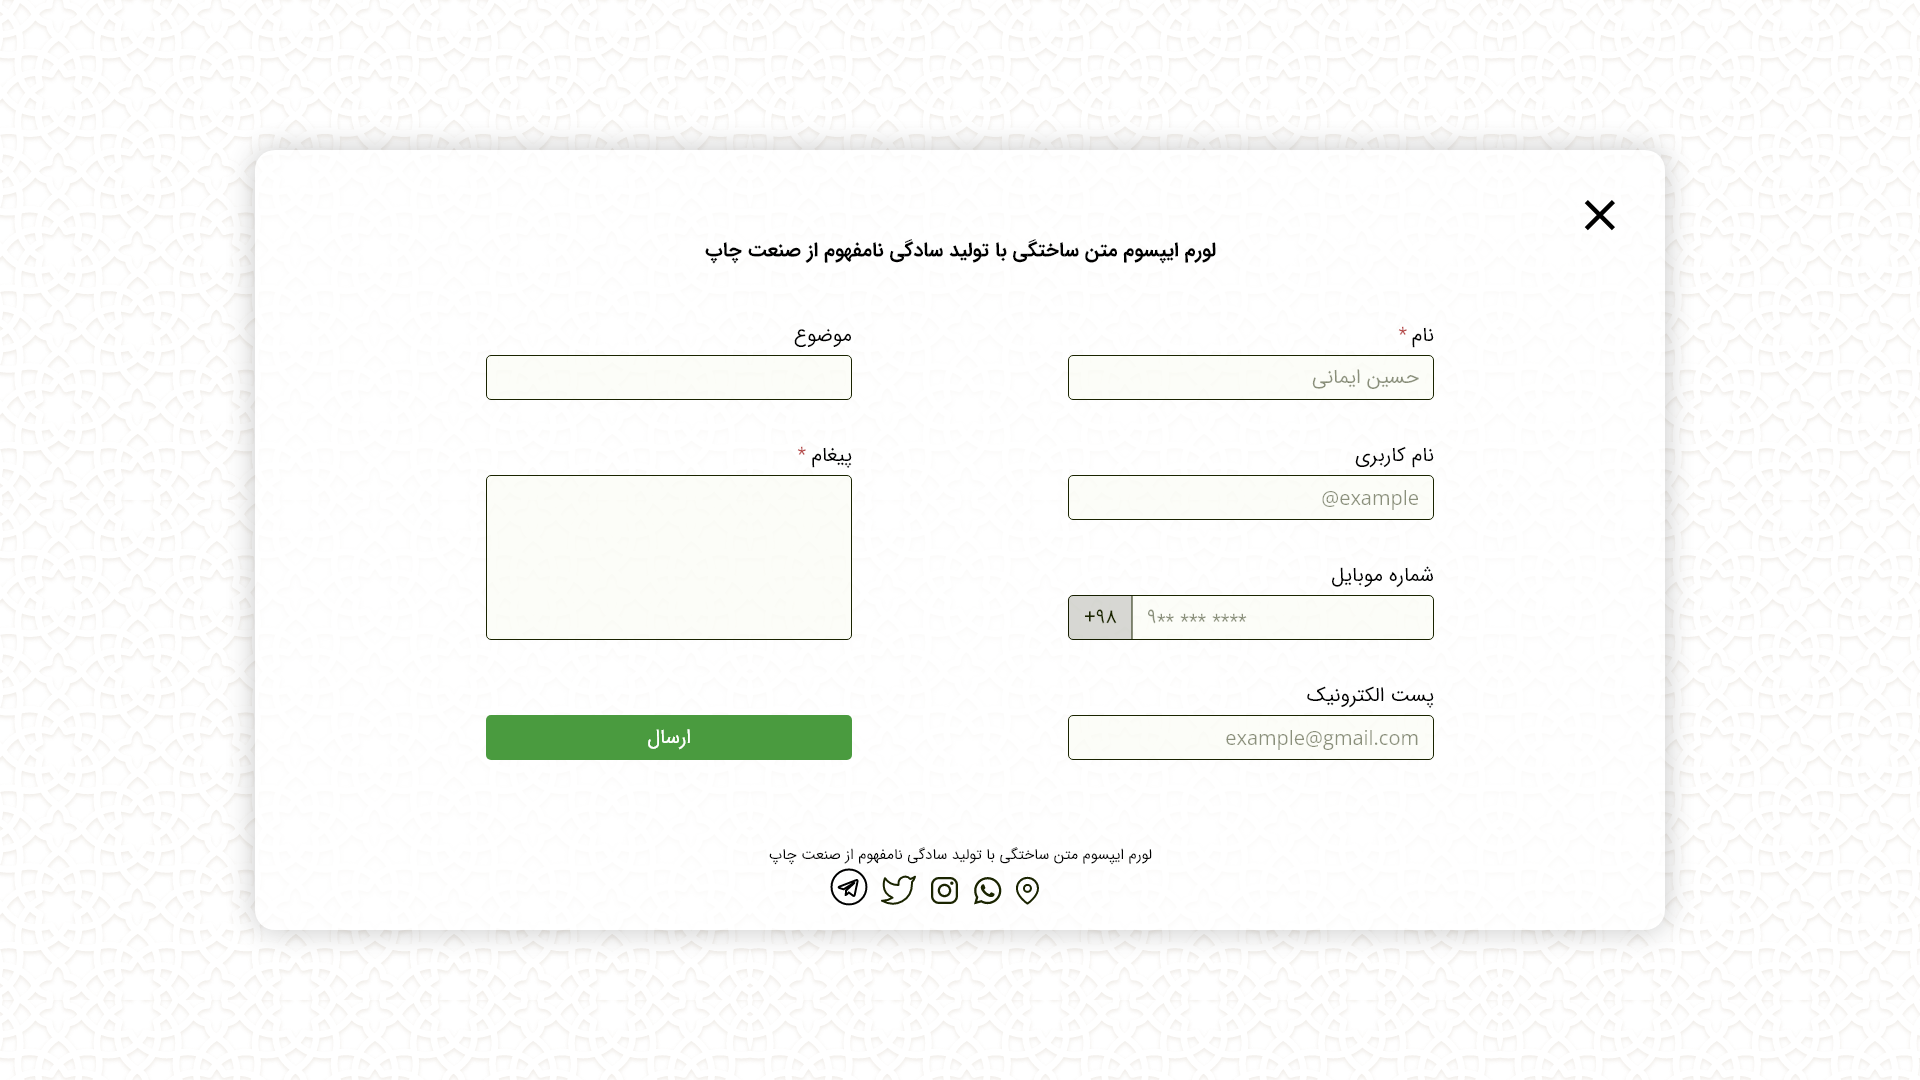 لورم ایپسوم متن ساختگی با تولید سادگی نامفهوم از صنعت چاپ
نام *
حسین ایمانی
نام کاربری
@example
شماره موبایل
+۹۸
۹** *** ****
پست الکترونیک
example@gmail.com
موضوع
پیغام *
ارسال
لورم ایپسوم متن ساختگی با تولید سادگی نامفهوم از صنعت چاپ